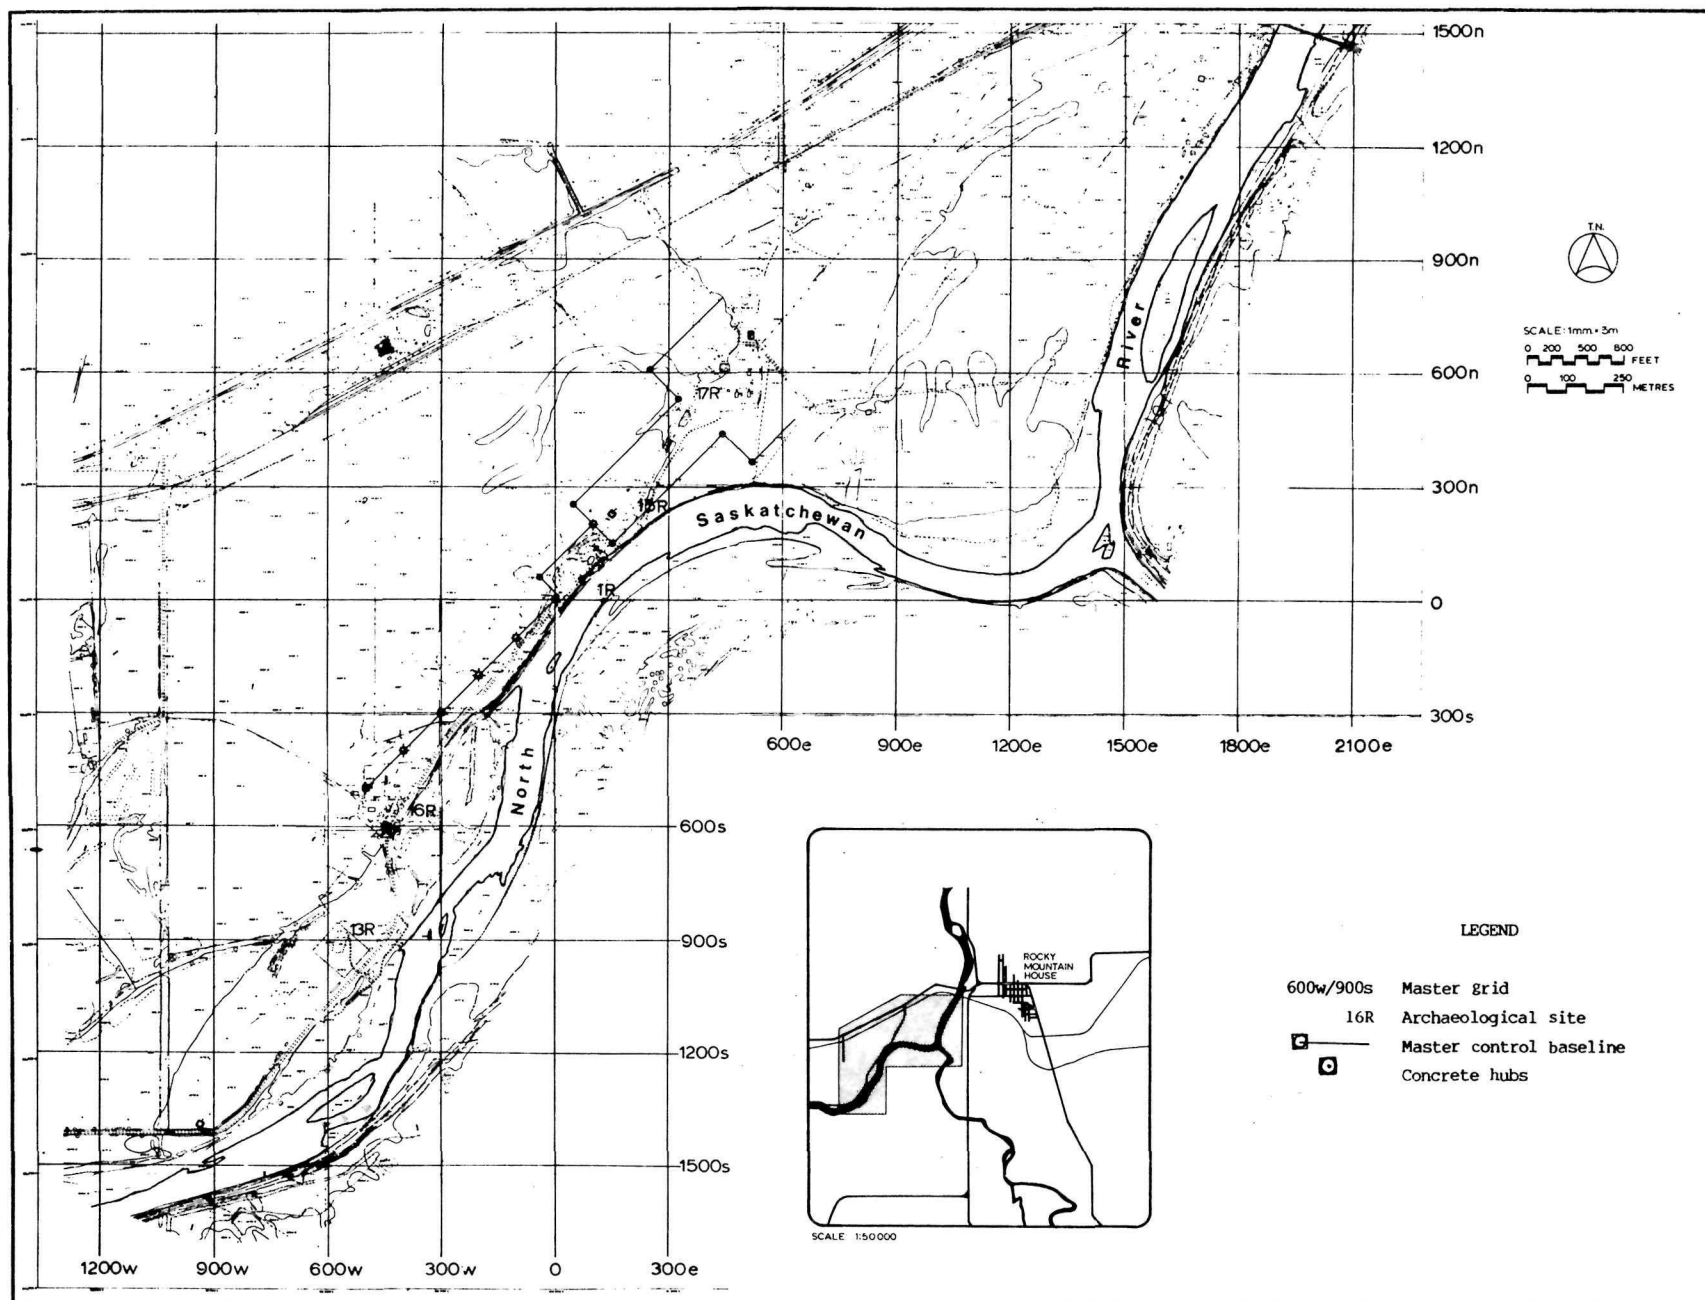 1500n
1200n
900n
600n
300n
0
300s
600e 900e 1200e 1500e 1800e 2100e
600s
900s
1200s
1500s
1200w 900w 600w 300w 0 300e
North
Saskatchewan
River
17R
1R
16R
13R
T.N.
SCALE: 1mm = 3m
0 200 500 800
FEET
0 100 250
METRES
ROCKY
MOUNTAIN
HOUSE
SCALE 1:50000
LEGEND
600w/900s Master grid
16R Archaeological site
Master control baseline
Concrete hubs